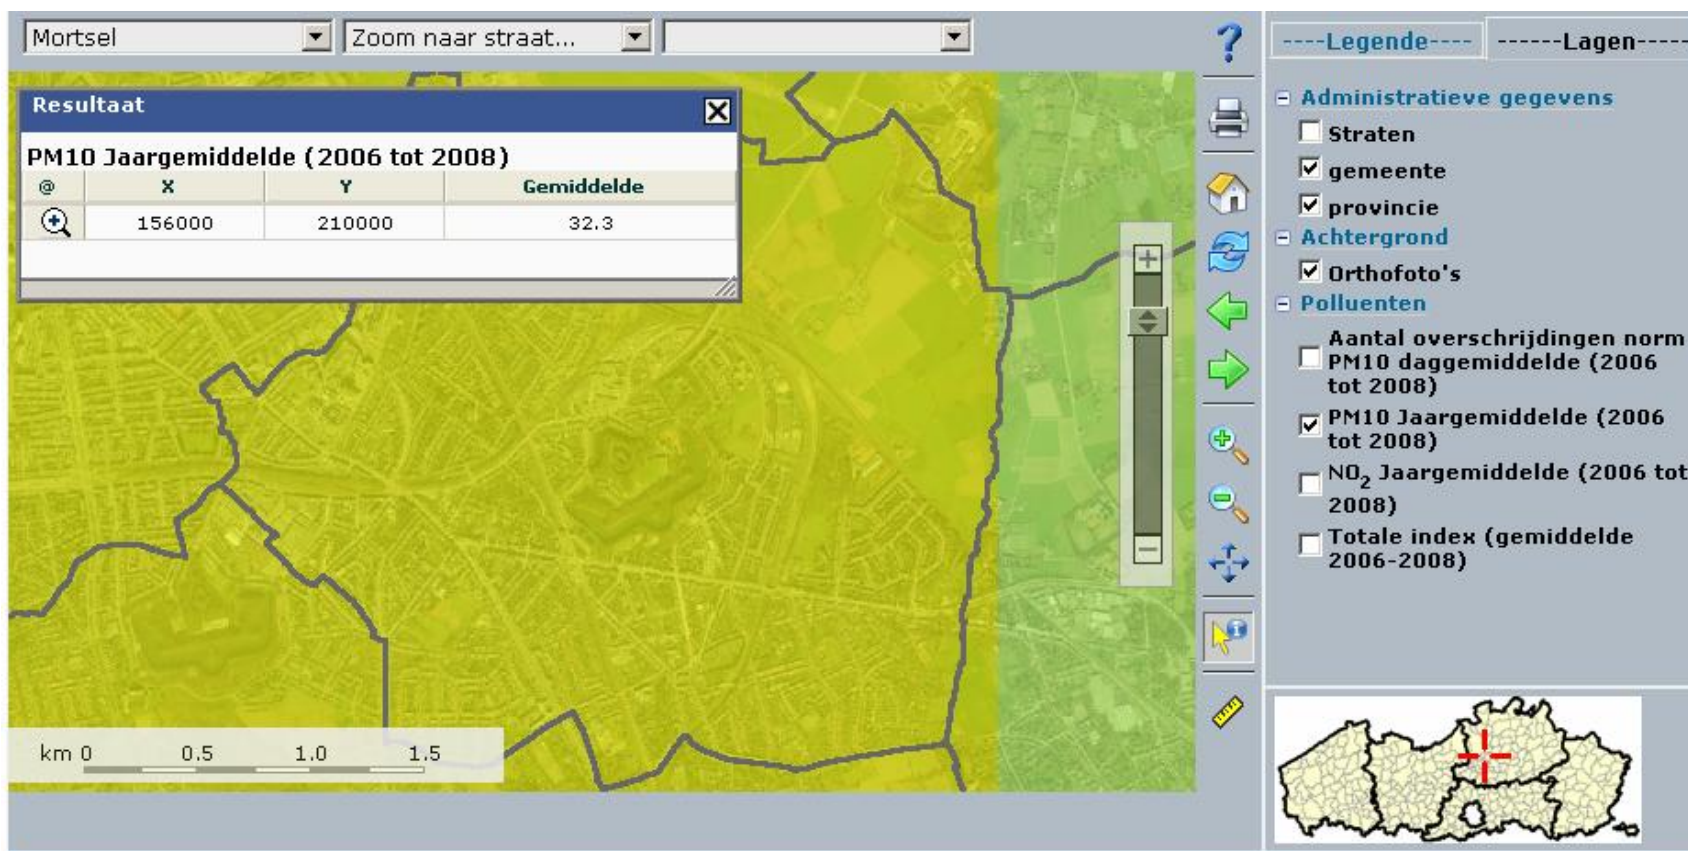 Mortsel Zoom naar straat...
----Legende---- ------Lagen-----
Resultaat
PM10 Jaargemiddelde (2006 tot 2008)
@ X Y Gemiddelde
156000 210000 32.3
km 0 0.5 1.0 1.5
Administratieve gegevens
Straten
gemeente
provincie
Achtergrond
Orthofoto's
Polluenten
Aantal overschrijdingen norm
PM10 daggemiddelde (2006
tot 2008)
PM10 Jaargemiddelde (2006
tot 2008)
NO2 Jaargemiddelde (2006 tot
2008)
Totale index (gemiddelde
2006-2008)